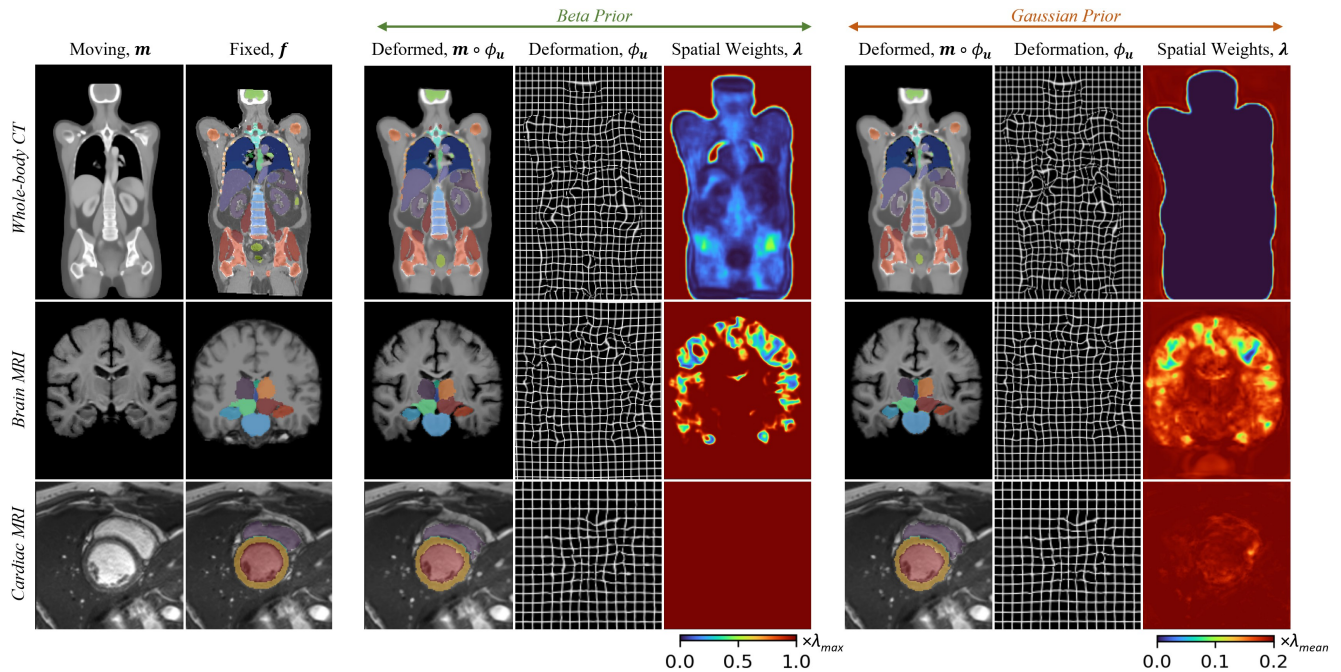 Beta Prior
Gaussian Prior
Moving, m
Fixed, f
Deformed, m ∘ ϕu
Deformation, ϕu
Spatial Weights, λ
Deformed, m ∘ ϕu
Deformation, ϕu
Spatial Weights, λ
Whole-body CT
Brain MRI
Cardiac MRI
0.0 0.5 1.0 ×λmax
0.0 0.1 0.2 ×λmean